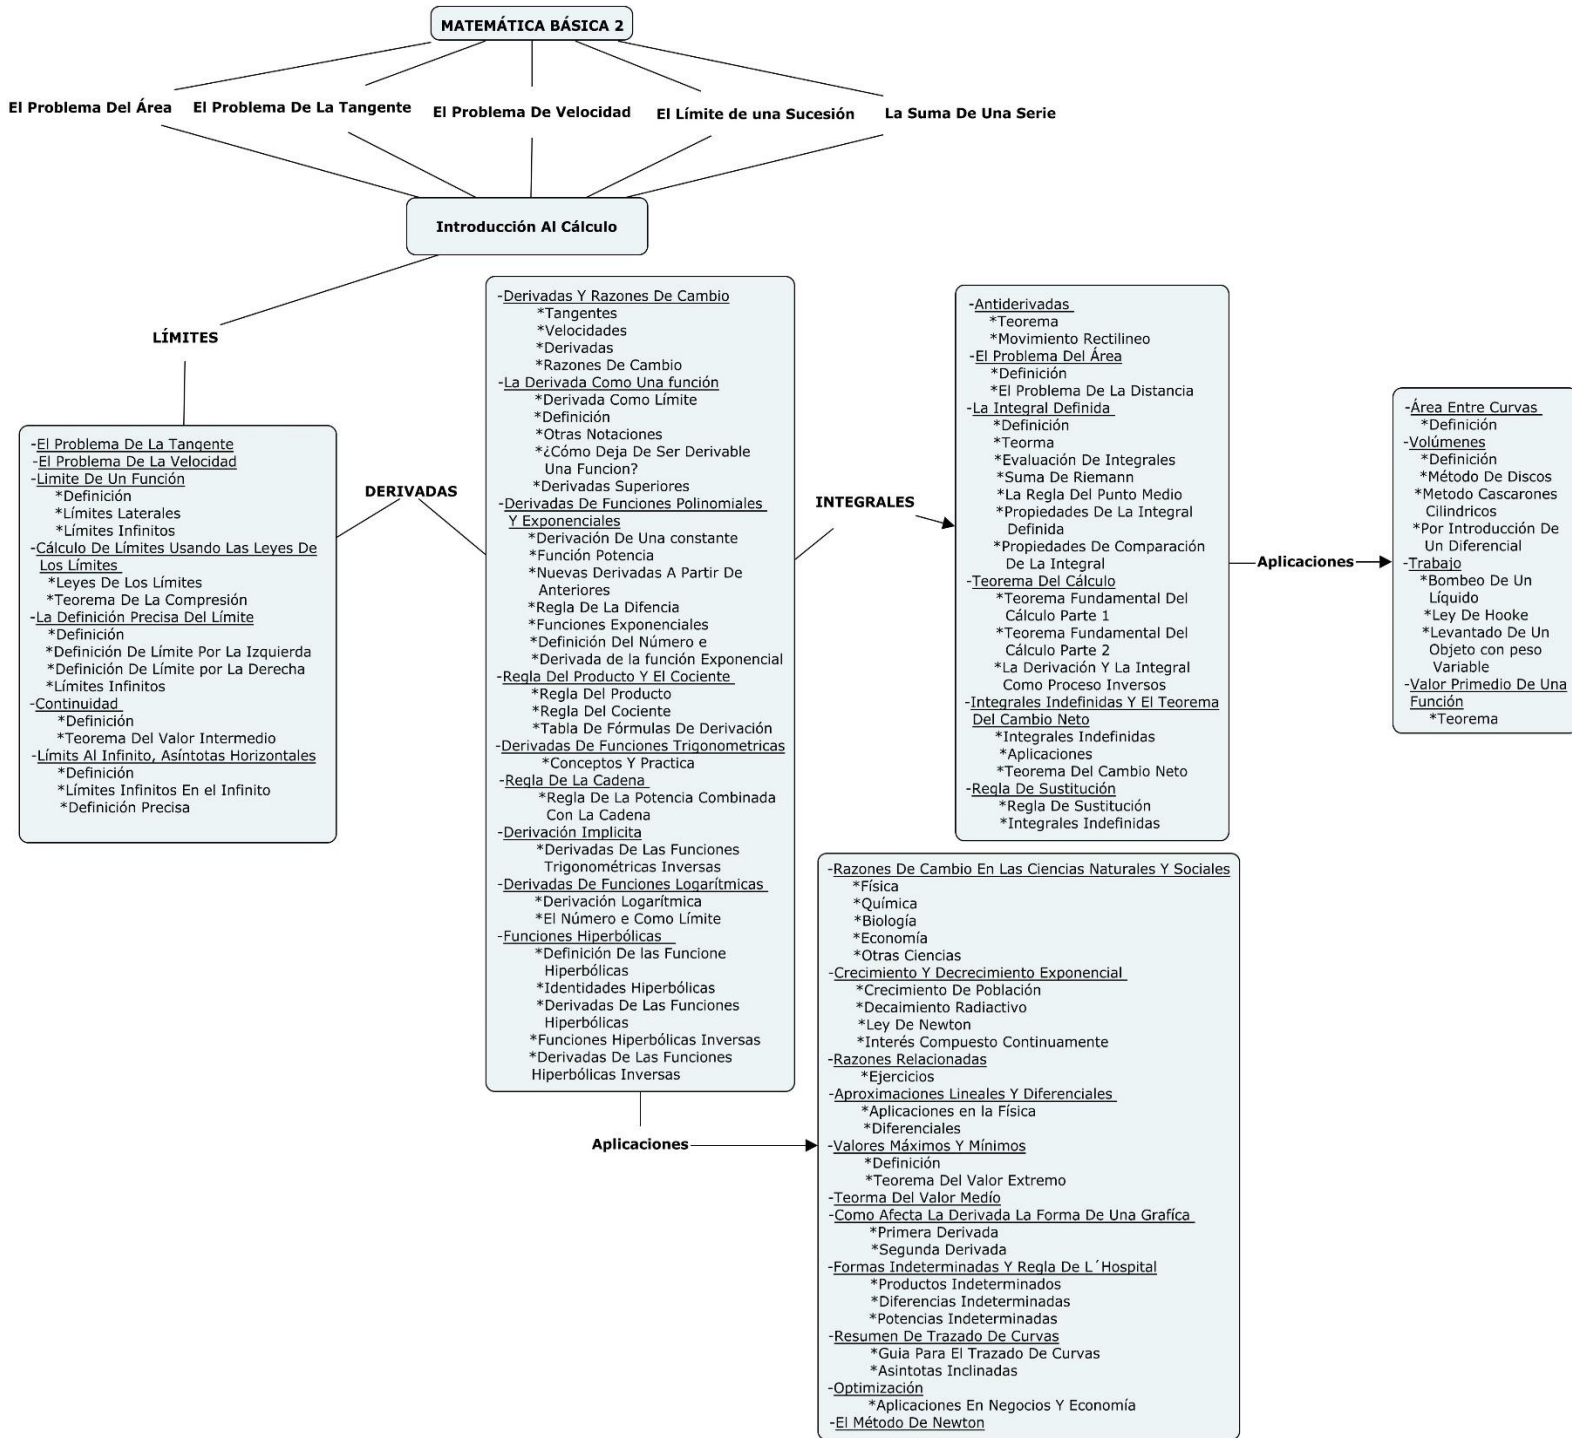 MATEMÁTICA BÁSICA 2
El Problema Del Área
El Problema De La Tangente
El Problema De Velocidad
El Límite de una Sucesión
La Suma De Una Serie
Introducción Al Cálculo
LÍMITES
-El Problema De La Tangente
-El Problema De La Velocidad
-Limite De Un Función
*Definición
*Límites Laterales
*Límites Infinitos
-Cálculo De Límites Usando Las Leyes De
Los Límites
*Leyes De Los Límites
*Teorema De La Compresión
-La Definición Precisa Del Límite
*Definición
*Definición De Límite Por La Izquierda
*Definición De Límite por La Derecha
*Límites Infinitos
-Continuidad
*Definición
*Teorema Del Valor Intermedio
-Límits Al Infinito, Asíntotas Horizontales
*Definición
*Límites Infinitos En el Infinito
*Definición Precisa
DERIVADAS
-Derivadas Y Razones De Cambio
*Tangentes
*Velocidades
*Derivadas
*Razones De Cambio
-La Derivada Como Una función
*Derivada Como Límite
*Definición
*Otras Notaciones
*¿Cómo Deja De Ser Derivable
Una Funcion?
*Derivadas Superiores
-Derivadas De Funciones Polinomiales
Y Exponenciales
*Derivación De Una constante
*Función Potencia
*Nuevas Derivadas A Partir De
Anteriores
*Regla De La Difencia
*Funciones Exponenciales
*Definición Del Número e
*Derivada de la función Exponencial
-Regla Del Producto Y El Cociente
*Regla Del Producto
*Regla Del Cociente
*Tabla De Fórmulas De Derivación
-Derivadas De Funciones Trigonometricas
*Conceptos Y Practica
-Regla De La Cadena
*Regla De La Potencia Combinada
Con La Cadena
-Derivación Implicita
*Derivadas De Las Funciones
Trigonométricas Inversas
-Derivadas De Funciones Logarítmicas
*Derivación Logarítmica
*El Número e Como Límite
-Funciones Hiperbólicas
*Definición De las Funcione
Hiperbólicas
*Identidades Hiperbólicas
*Derivadas De Las Funciones
Hiperbólicas
*Funciones Hiperbólicas Inversas
*Derivadas De Las Funciones
Hiperbólicas Inversas
INTEGRALES
-Antiderivadas
*Teorema
*Movimiento Rectilineo
-El Problema Del Área
*Definición
*El Problema De La Distancia
-La Integral Definida
*Definición
*Teorma
*Evaluación De Integrales
*Suma De Riemann
*La Regla Del Punto Medio
*Propiedades De La Integral
Definida
*Propiedades De Comparación
De La Integral
-Teorema Del Cálculo
*Teorema Fundamental Del
Cálculo Parte 1
*Teorema Fundamental Del
Cálculo Parte 2
*La Derivación Y La Integral
Como Proceso Inversos
-Integrales Indefinidas Y El Teorema
Del Cambio Neto
*Integrales Indefinidas
*Aplicaciones
*Teorema Del Cambio Neto
-Regla De Sustitución
*Regla De Sustitución
*Integrales Indefinidas
Aplicaciones
-Área Entre Curvas
*Definición
-Volúmenes
*Definición
*Método De Discos
*Metodo Cascarones
Cilindricos
*Por Introducción De
Un Diferencial
-Trabajo
*Bombeo De Un
Líquido
*Ley De Hooke
*Levantado De Un
Objeto con peso
Variable
-Valor Primedio De Una
Función
*Teorema
Aplicaciones
-Razones De Cambio En Las Ciencias Naturales Y Sociales
*Física
*Química
*Biología
*Economía
*Otras Ciencias
-Crecimiento Y Decrecimiento Exponencial
*Crecimiento De Población
*Decaimiento Radiactivo
*Ley De Newton
*Interés Compuesto Continuamente
-Razones Relacionadas
*Ejercicios
-Aproximaciones Lineales Y Diferenciales
*Aplicaciones en la Física
*Diferenciales
-Valores Máximos Y Mínimos
*Definición
*Teorema Del Valor Extremo
-Teorma Del Valor Medío
-Como Afecta La Derivada La Forma De Una Grafíca
*Primera Derivada
*Segunda Derivada
-Formas Indeterminadas Y Regla De L´Hospital
*Productos Indeterminados
*Diferencias Indeterminadas
*Potencias Indeterminadas
-Resumen De Trazado De Curvas
*Guia Para El Trazado De Curvas
*Asintotas Inclinadas
-Optimización
*Aplicaciones En Negocios Y Economía
-El Método De Newton